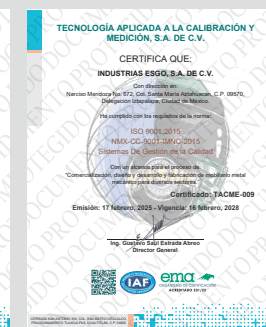 TECNOLOGÍA APLICADA A LA CALIBRACIÓN Y
MEDICIÓN, S.A. DE C.V.
CERTIFICA QUE:
INDUSTRIAS ESGO, S.A. DE C.V.
Con dirección en:
Narciso Mendoza No. 872, Col. Santa María Aztahuacan, C.P. 09570,
Delegación Iztapalapa, Ciudad de México.
Ha cumplido con los requisitos de la norma:
ISO 9001:2015
NMX-CC-9001-IMNC-2015
Sistemas De Gestión de la Calidad
Con un alcance para el proceso de:
"Comercialización, diseño y desarrollo y fabricación de mobiliario metal
mecánico para diversos sectores."
Certificado: TACME-009
Emisión: 17 febrero, 2025 - Vigencia: 16 febrero, 2028
Ing. Gustavo Saúl Estrada Abreo
Director General
IAF
ema
ORGANISMO DE CERTIFICACIÓN